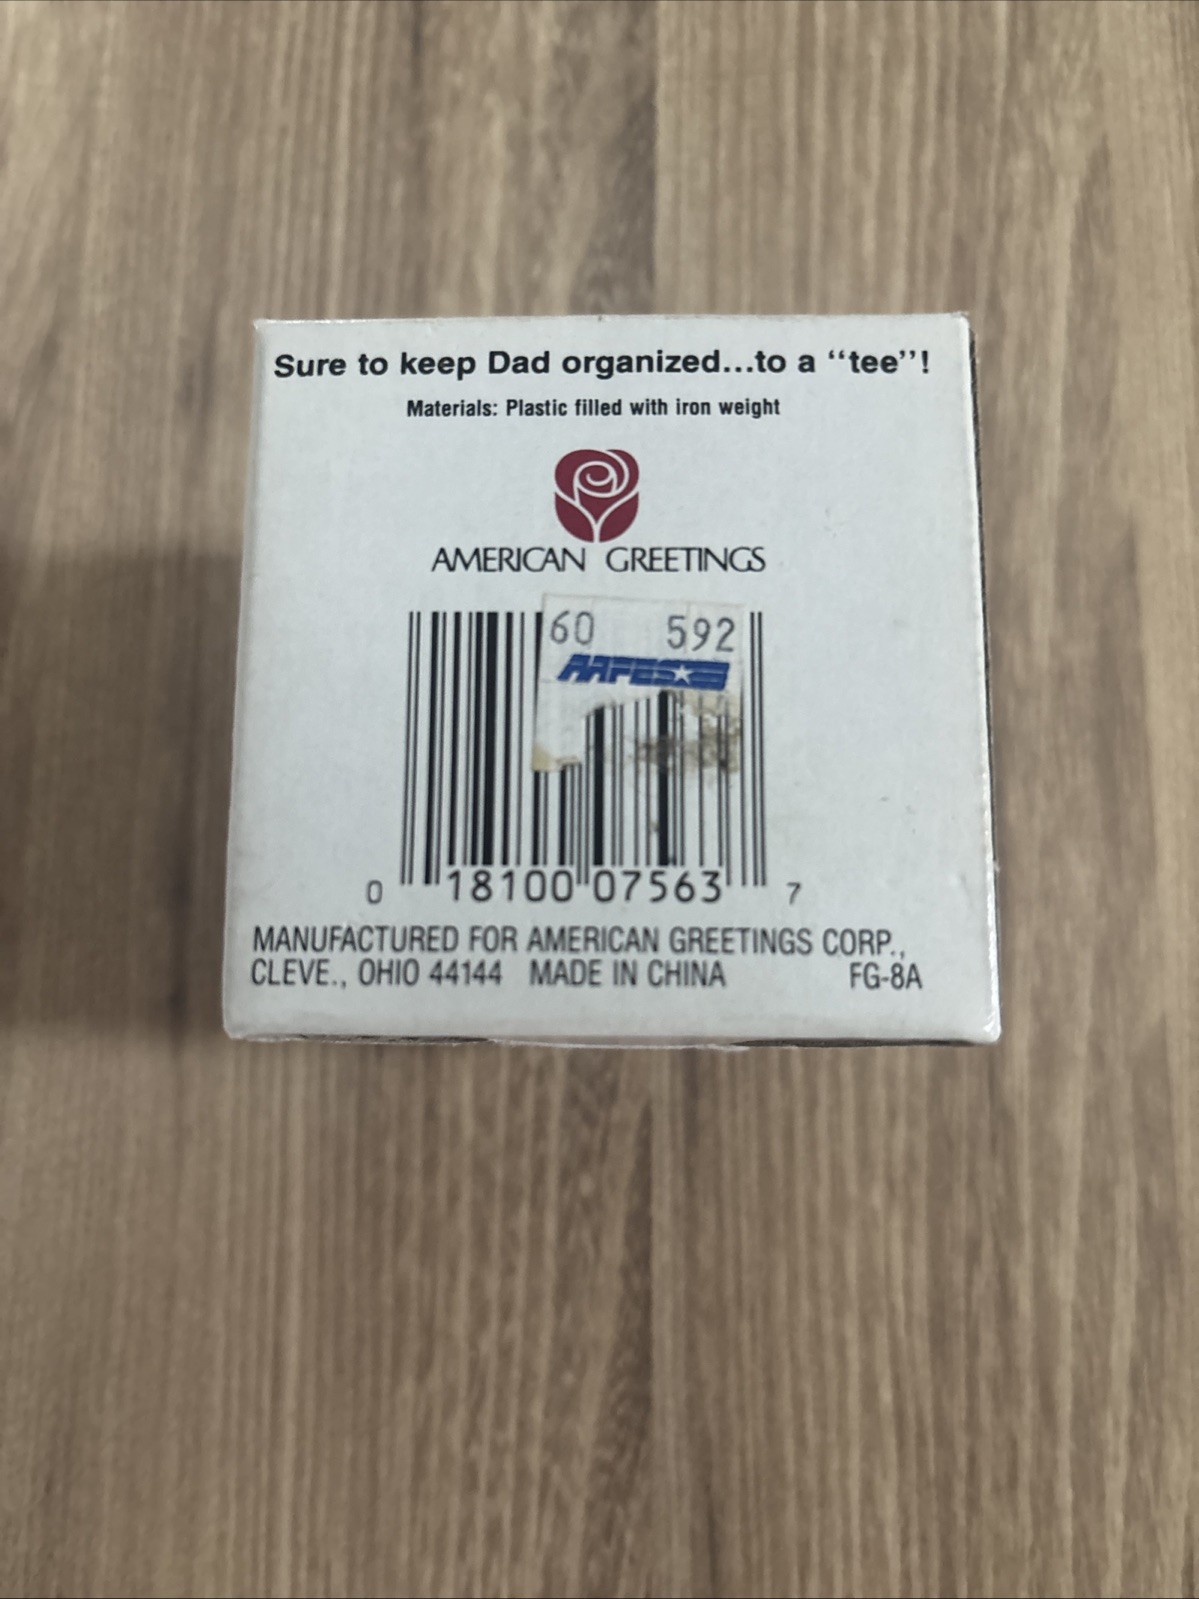 Sure to keep Dad organized...to a “tee”!
Materials: Plastic filled with iron weight
AMERICAN GREETINGS
60 592
AAFES
0 18100 07563 7
MANUFACTURED FOR AMERICAN GREETINGS CORP.,
CLEVE., OHIO 44144 MADE IN CHINA FG-8A